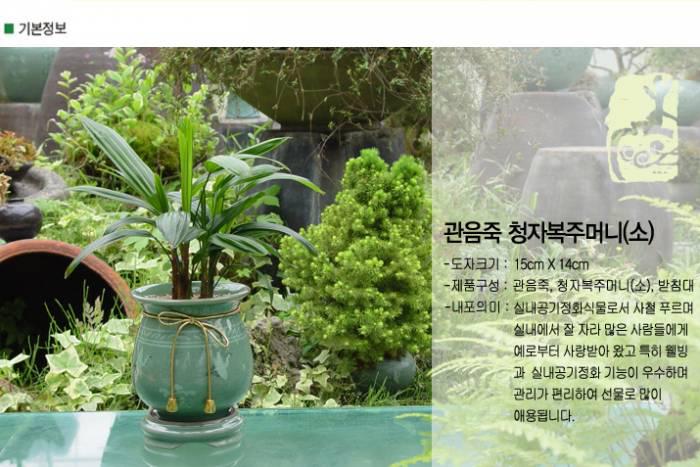 기본정보
관음죽 청자복주머니(소)
-도자크기 : 15cm X 14cm
-제품구성 : 관음죽, 청자복주머니(소), 받침대
-내포의미 : 실내공기정화식물로서 사철 푸르며
실내에서 잘 자라 많은 사람들에게
예로부터 사랑받아 왔고 특히 웰빙
과 실내공기정화 기능이 우수하며
관리가 편리하여 선물로 많이
애용됩니다.